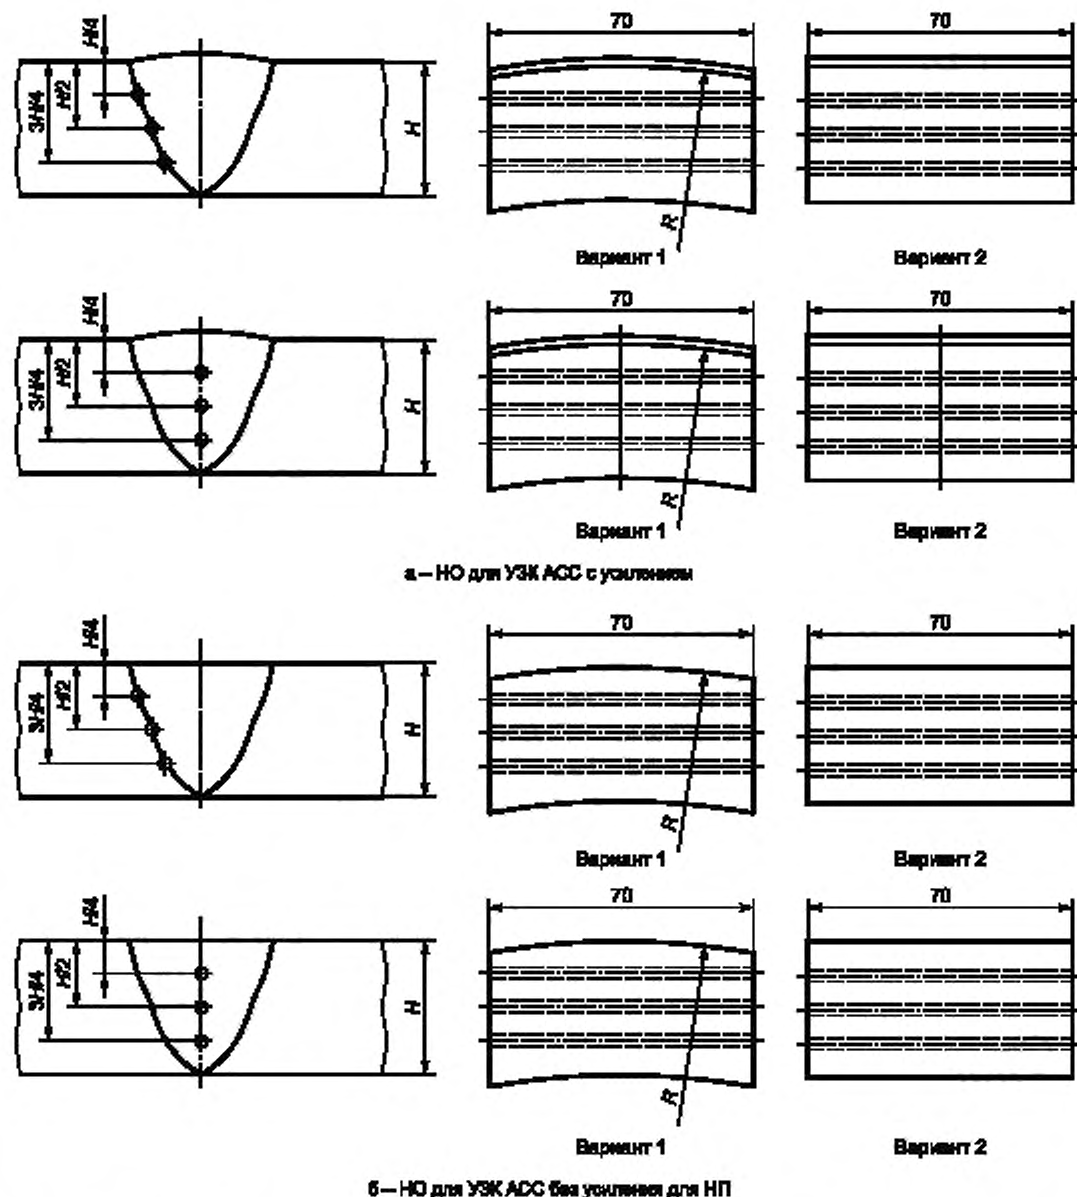 H/4
H/2
3H/4
H
70
R
70
Вариант 1
Вариант 2
H/4
H/2
3H/4
H
70
R
70
Вариант 1
Вариант 2
а – НО для УЗК АСС с усилением
H/4
H/2
3H/4
H
70
R
70
Вариант 1
Вариант 2
H/4
H/2
3H/4
H
70
R
70
Вариант 1
Вариант 2
б – НО для УЗК АСС без усиления для НП